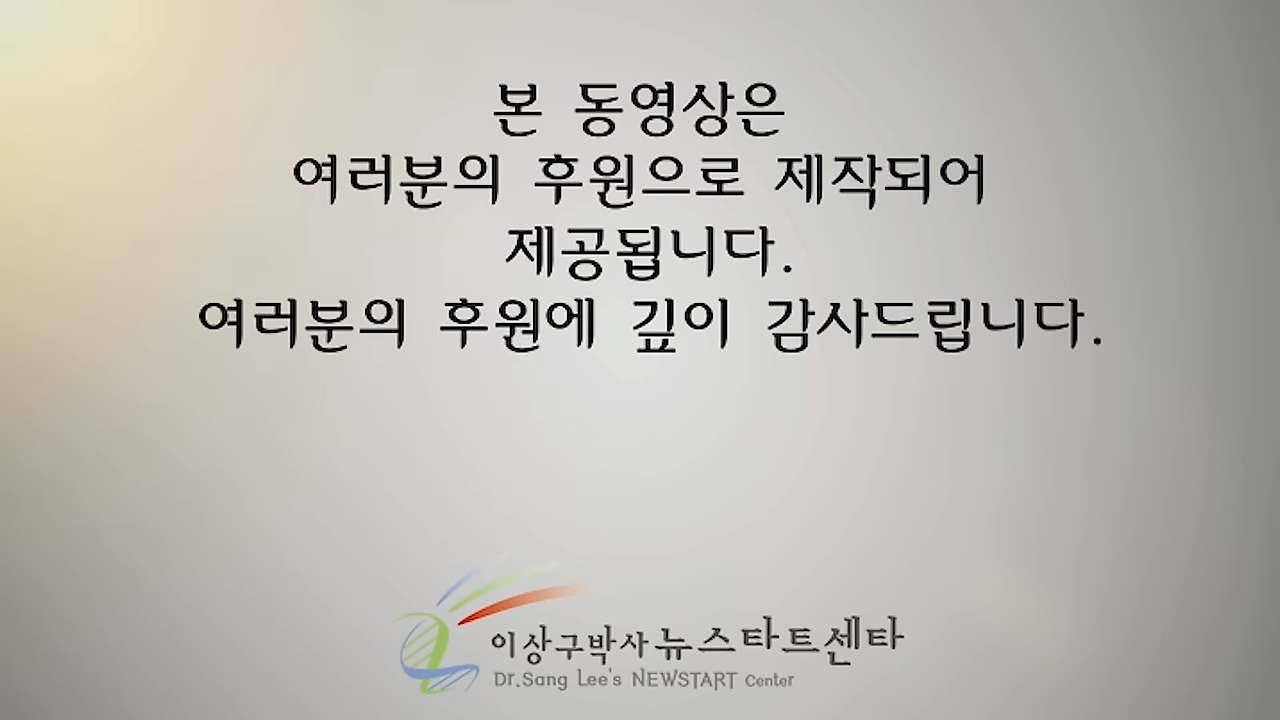 본 동영상은
여러분의 후원으로 제작되어
제공됩니다.
여러분의 후원에 깊이 감사드립니다.
이상구박사 뉴스타트센타
Dr.Sang Lee's NEWSTART Center